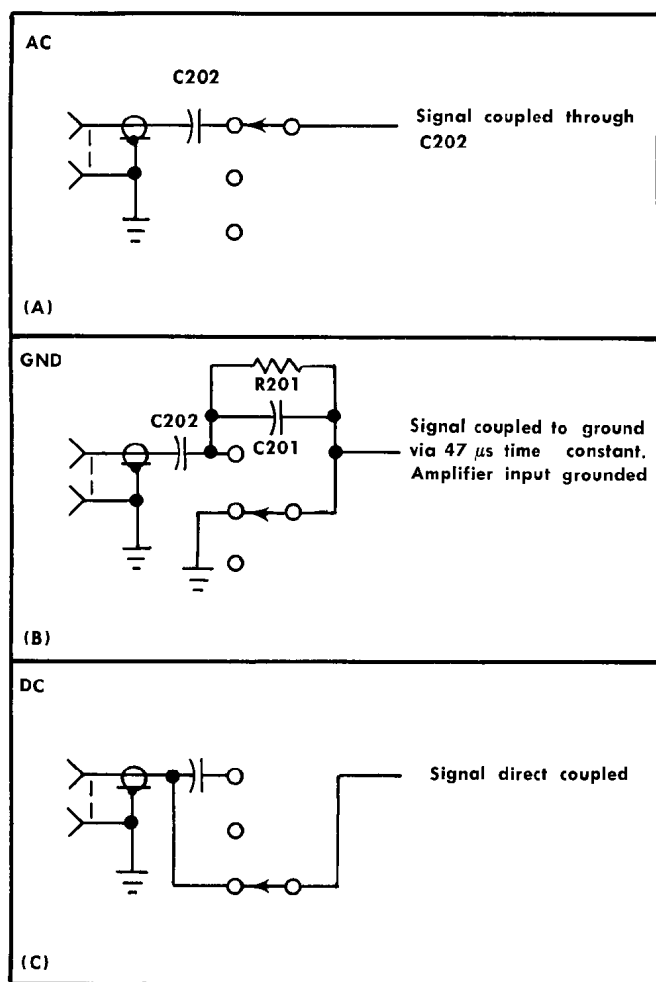 AC
C202
Signal coupled through
C202
(A)
GND
R201
C202
C201
Signal coupled to ground
via 47 μs time constant.
Amplifier input grounded
(B)
DC
Signal direct coupled
(C)